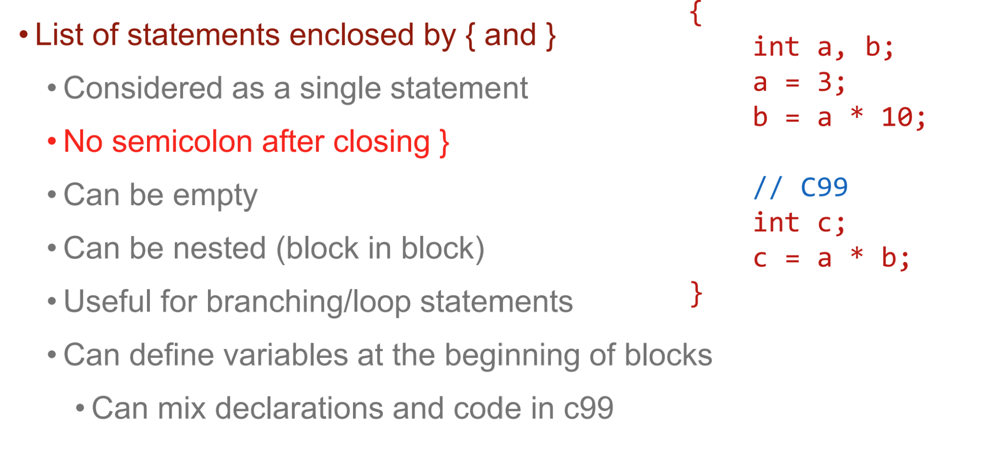 • List of statements enclosed by { and }
• Considered as a single statement
• No semicolon after closing }
• Can be empty
• Can be nested (block in block)
• Useful for branching/loop statements
• Can define variables at the beginning of blocks
• Can mix declarations and code in c99
{
int a, b;
a = 3;
b = a * 10;
// C99
int c;
c = a * b;
}